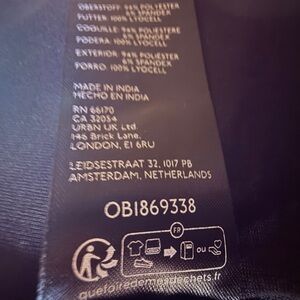 OBERSTOFF: 94% POLYESTER
6% SPANDEX
FUTTER: 100% LYOCELL
COQUILLE: 94% POLIESTERE
6% SPANDEX
FODERA: 100% LYOCELL
EXTERIOR: 94% POLIESTER
6% SPANDEX
FORRO: 100% LYOCELL
MADE IN INDIA
HECHO EN INDIA
RN 66170
CA 32054
URBN UK Ltd.
146 Brick Lane.
LONDON, E1 6RU
LEIDSESTRAAT 32, 1017 PB
AMSTERDAM, NETHERLANDS
OB1869338
FR
ou
quefairedemesdechets.fr